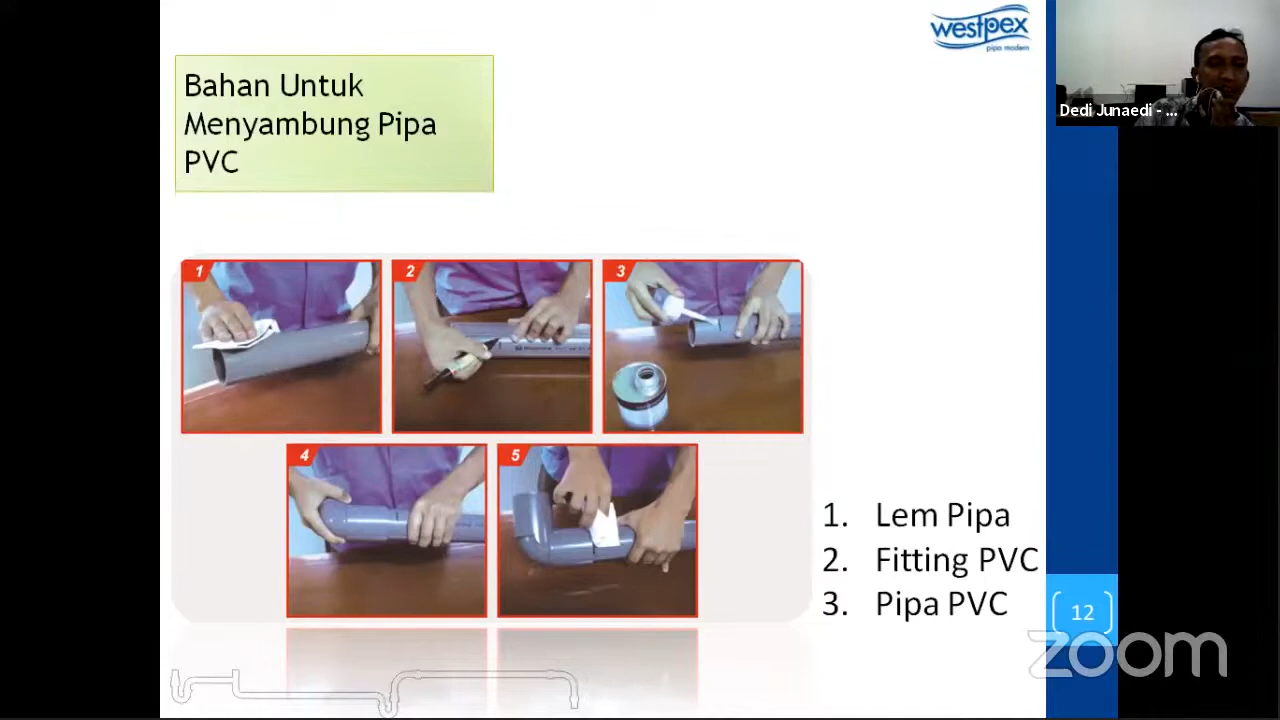 westpex
pipa modern
Bahan Untuk
Menyambung Pipa
PVC
Dedi Junaedi - ...
1
2
3
4
5
1. Lem Pipa
2. Fitting PVC
3. Pipa PVC
12
zoom